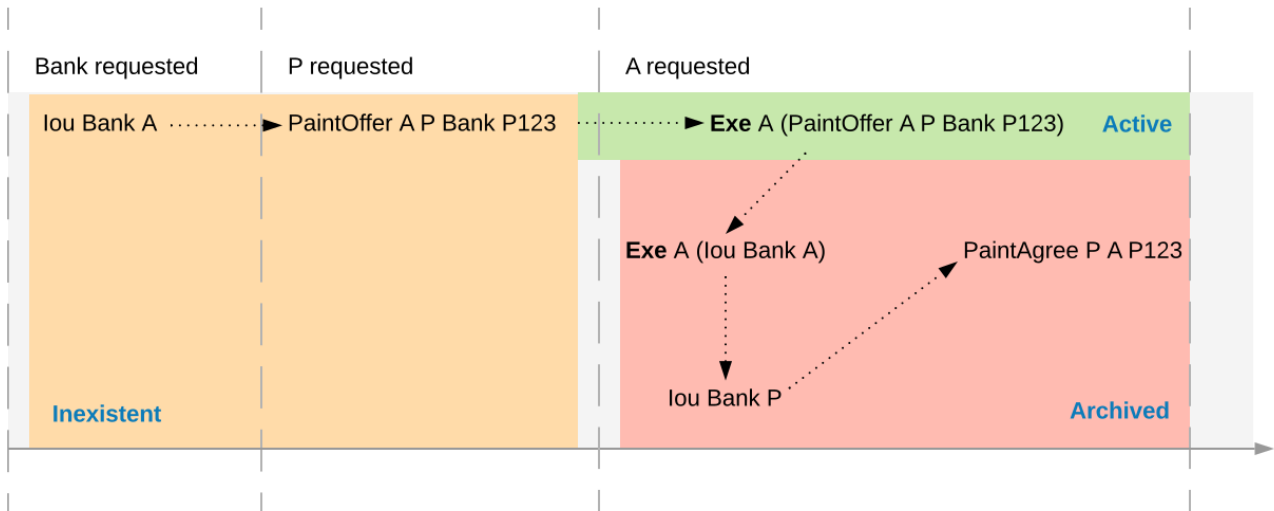 Bank requested
P requested
A requested
Iou Bank A
PaintOffer A P Bank P123
Exe A (PaintOffer A P Bank P123)
Active
Exe A (Iou Bank A)
PaintAgree P A P123
Iou Bank P
Inexistent
Archived